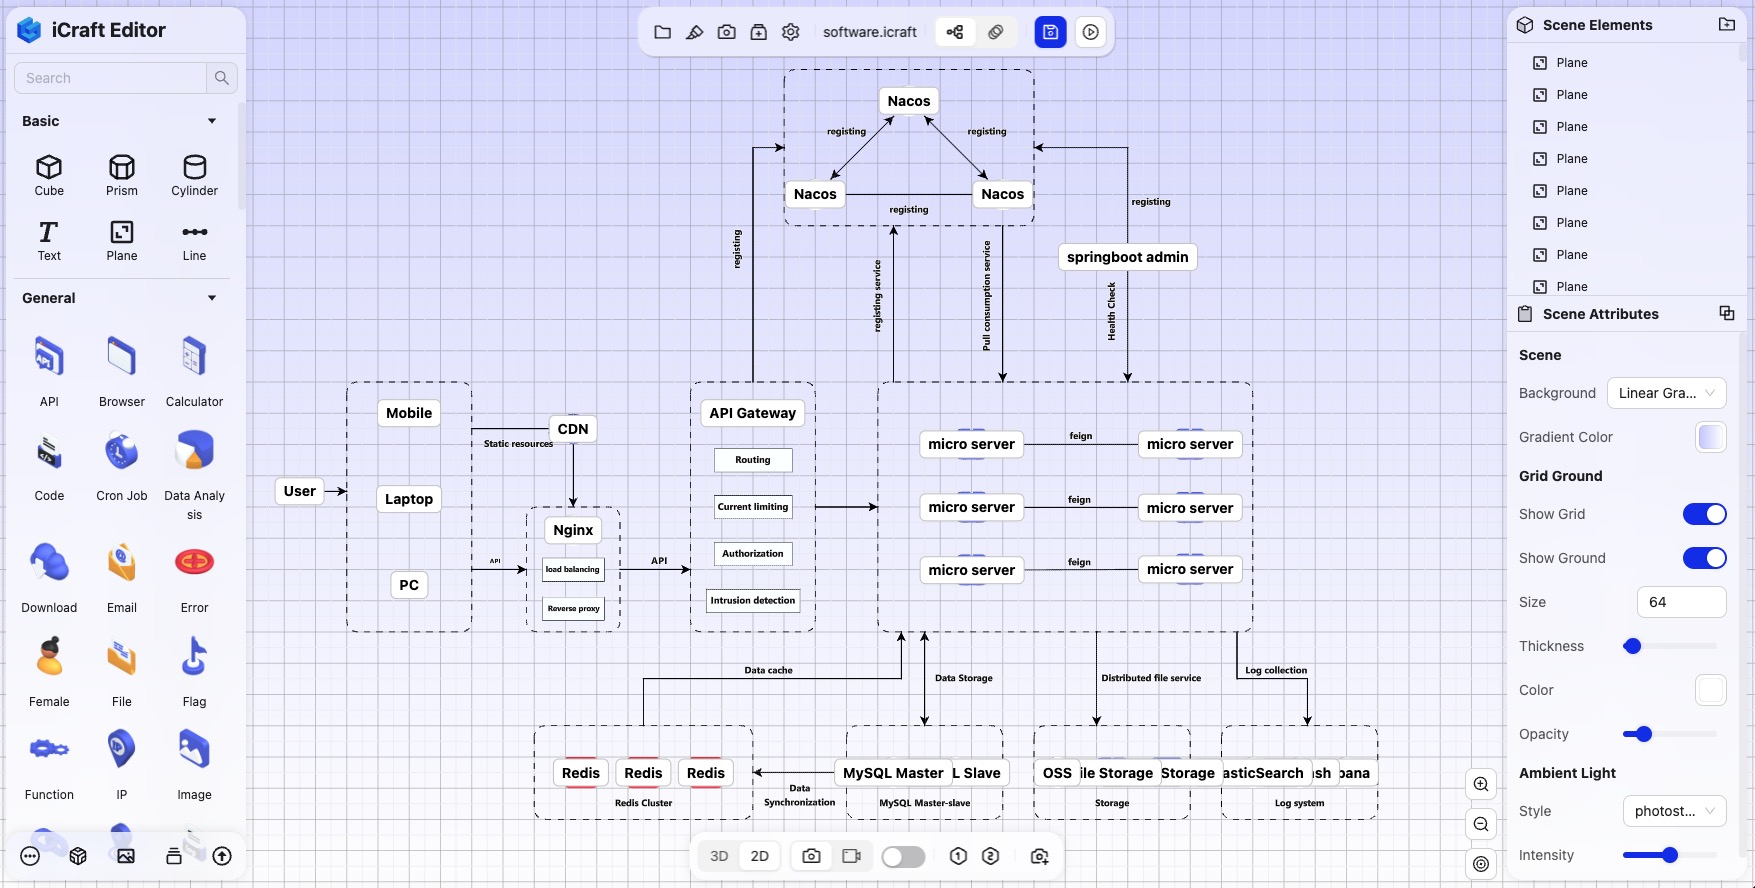 iCraft Editor
Search
Basic
Cube
Prism
Cylinder
Text
Plane
Line
General
API
Browser
Calculator
Code
Cron Job
Data Analy
sis
Download
Email
Error
Female
File
Flag
Function
IP
Image
software.icraft
Nacos
registing
registing
Nacos
Nacos
registing
registing
registing
springboot admin
registing service
Pull consumption service
Health Check
Mobile
Laptop
PC
User
Static resources
CDN
API
Nginx
load balancing
Reverse proxy
API
API Gateway
Routing
Current limiting
Authorization
Intrusion detection
micro server
feign
micro server
micro server
feign
micro server
micro server
feign
micro server
Data cache
Data Storage
Distributed file service
Log collection
Redis
Redis
Redis
Redis Cluster
Data
Synchronization
MySQL Master
L Slave
MySQL Master-slave
OSS
ile Storage
Storage
Storage
asticSearch
sh
bana
Log system
3D
2D
Scene Elements
Plane
Plane
Plane
Plane
Plane
Plane
Plane
Plane
Scene Attributes
Scene
Background
Linear Gra...
Gradient Color
Grid Ground
Show Grid
Show Ground
Size
64
Thickness
Color
Opacity
Ambient Light
Style
photost...
Intensity